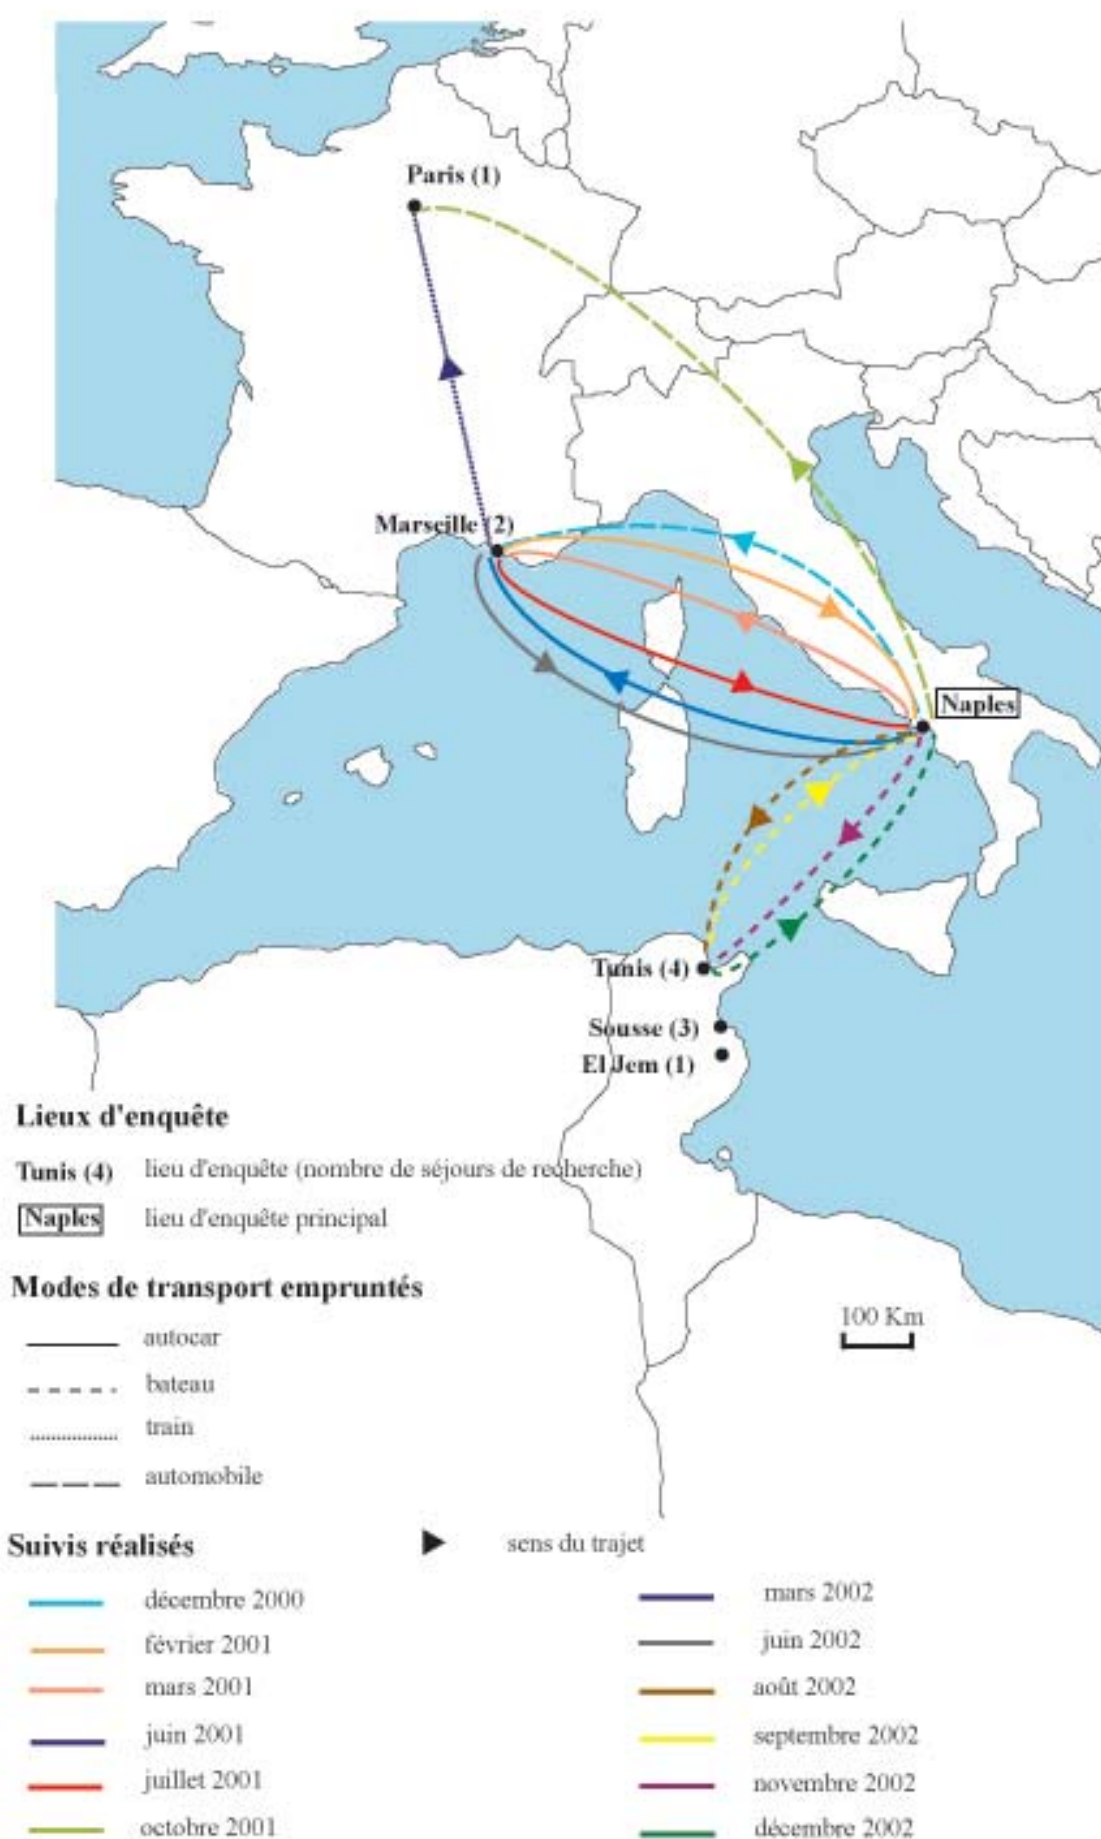 Paris (1)
Marseille (2)
Naples
Tunis (4)
Sousse (3)
El Jem (1)
Lieux d'enquête
Tunis (4) lieu d'enquête (nombre de séjours de recherche)
Naples lieu d'enquête principal
Modes de transport empruntés
100 Km
autocar
bateau
train
automobile
Suivis réalisés
sens du trajet
décembre 2000
février 2001
mars 2001
juin 2001
juillet 2001
octobre 2001
mars 2002
juin 2002
août 2002
septembre 2002
novembre 2002
décembre 2002